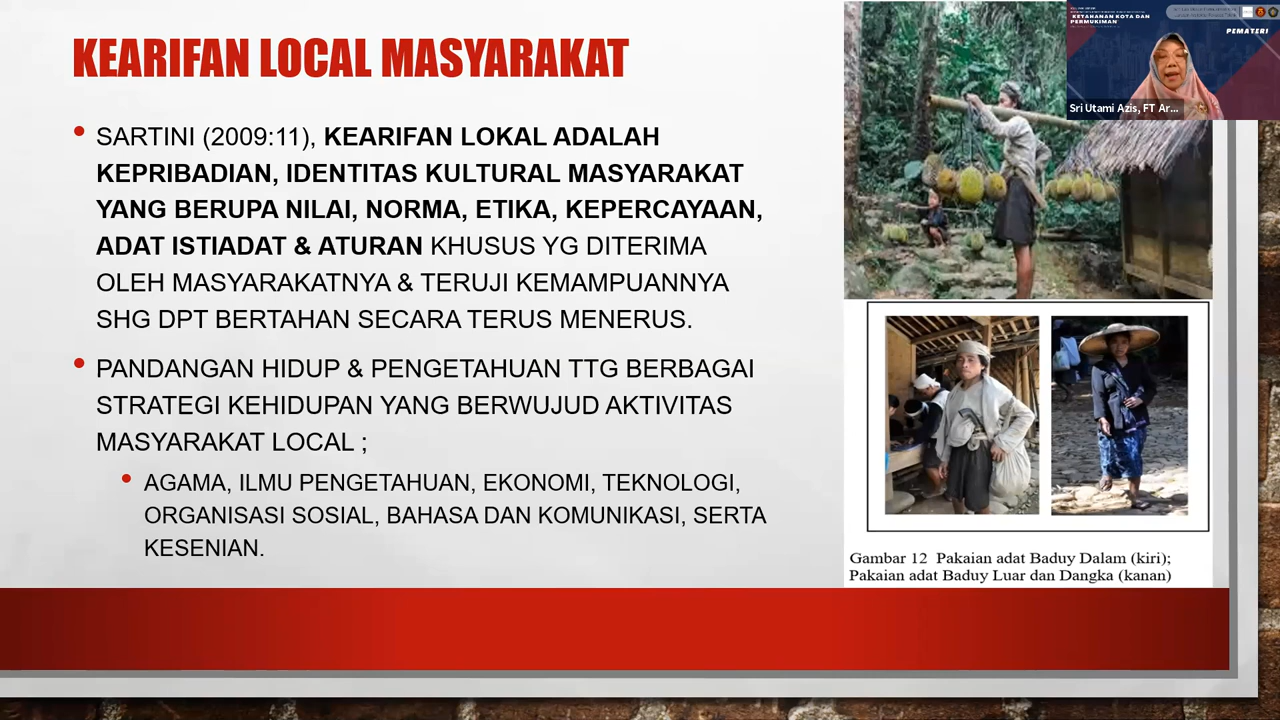 KEARIFAN LOCAL MASYARAKAT
SARTINI (2009:11), KEARIFAN LOKAL ADALAH
KEPRIBADIAN, IDENTITAS KULTURAL MASYARAKAT
YANG BERUPA NILAI, NORMA, ETIKA, KEPERCAYAAN,
ADAT ISTIADAT & ATURAN KHUSUS YG DITERIMA
OLEH MASYARAKATNYA & TERUJI KEMAMPUANNYA
SHG DPT BERTAHAN SECARA TERUS MENERUS.
PANDANGAN HIDUP & PENGETAHUAN TTG BERBAGAI
STRATEGI KEHIDUPAN YANG BERWUJUD AKTIVITAS
MASYARAKAT LOCAL ;
AGAMA, ILMU PENGETAHUAN, EKONOMI, TEKNOLOGI,
ORGANISASI SOSIAL, BAHASA DAN KOMUNIKASI, SERTA
KESENIAN.
Gambar 12 Pakaian adat Baduy Dalam (kiri);
Pakaian adat Baduy Luar dan Dangka (kanan)
KETAHANAN KOTA DAN
PERMUKIMAN
PEMATERI
Sri Utami Azis, FT Ar...